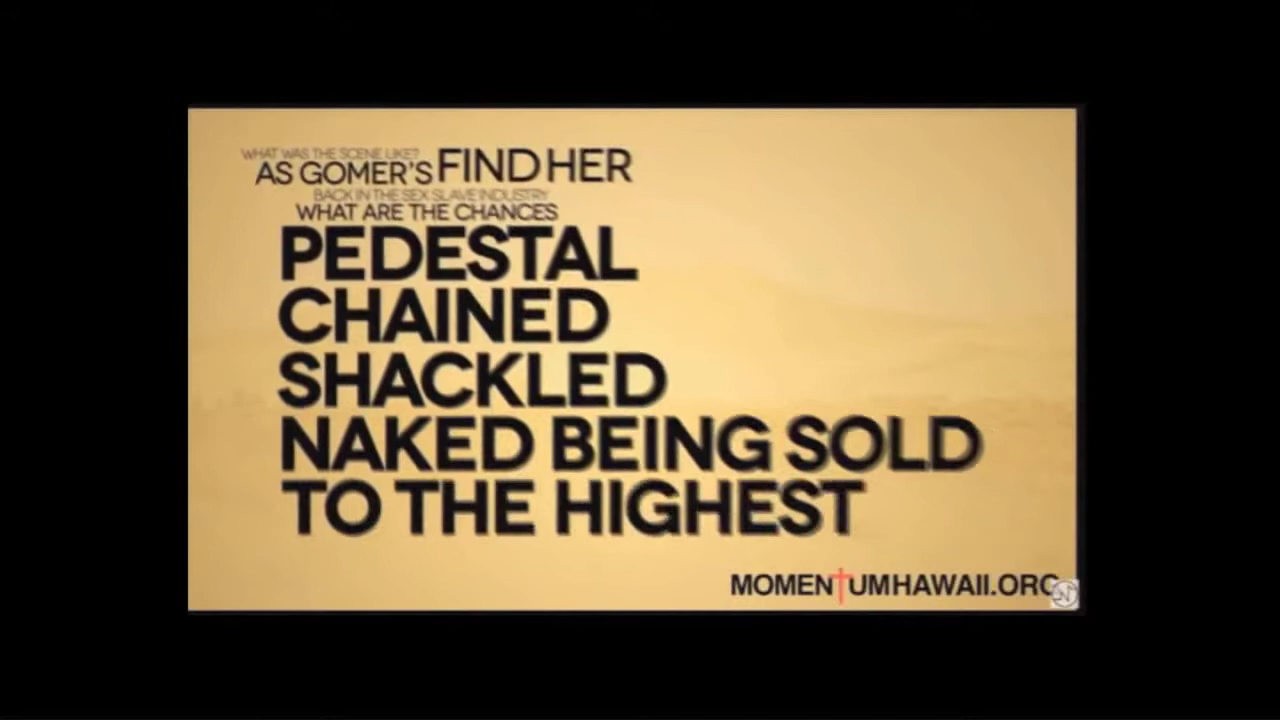 WHAT WAS THE SCENE LIKE?
AS GOMER'S FIND HER
BACK IN THE SEX SLAVE INDUSTRY
WHAT ARE THE CHANCES
PEDESTAL
CHAINED
SHACKLED
NAKED BEING SOLD
TO THE HIGHEST
MOMENTUMHAWAII.ORG